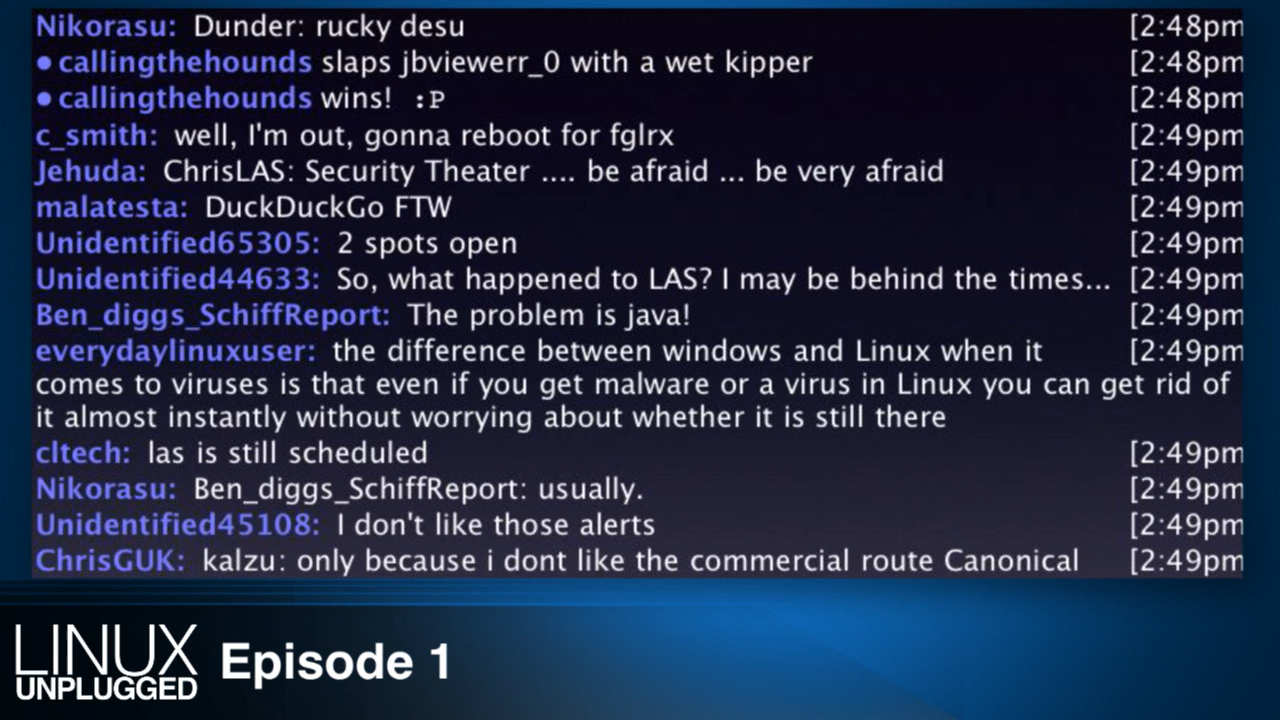 Nikorasu: Dunder: rucky desu [2:48pm
• callingthehounds slaps jbviewerr_0 with a wet kipper [2:48pm
• callingthehounds wins! :P [2:48pm
c_smith: well, I'm out, gonna reboot for fglrx [2:49pm
Jehuda: ChrisLAS: Security Theater .... be afraid ... be very afraid [2:49pm
malatesta: DuckDuckGo FTW [2:49pm
Unidentified65305: 2 spots open [2:49pm
Unidentified44633: So, what happened to LAS? I may be behind the times... [2:49pm
Ben_diggs_SchiffReport: The problem is java! [2:49pm
everydaylinuxuser: the difference between windows and Linux when it [2:49pm
comes to viruses is that even if you get malware or a virus in Linux you can get rid of
it almost instantly without worrying about whether it is still there
cltech: las is still scheduled [2:49pm
Nikorasu: Ben_diggs_SchiffReport: usually. [2:49pm
Unidentified45108: I don't like those alerts [2:49pm
ChrisGUK: kalzu: only because i dont like the commercial route Canonical [2:49pm
LINUX
UNPLUGGED
Episode 1